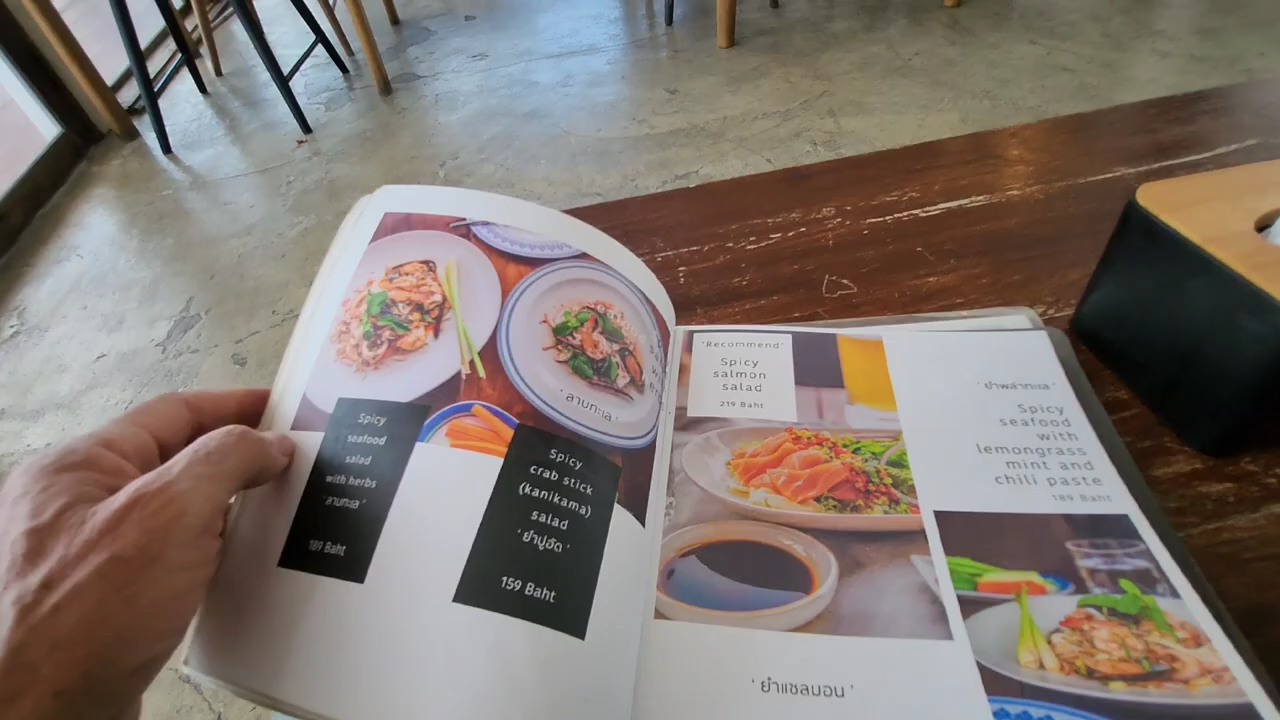 'ลาบทะเล'
Spicy
seafood
salad
with herbs
"ลาบทะเล"
189 Baht
Spicy
crab stick
(kanikama)
salad
'ยำปูอัด'
159 Baht
'Recommend'
Spicy
salmon
salad
219 Baht
'ยำแซลมอน'
'ยำพล่าทะเล'
Spicy
seafood
with
lemongrass
mint and
chili paste
189 Baht